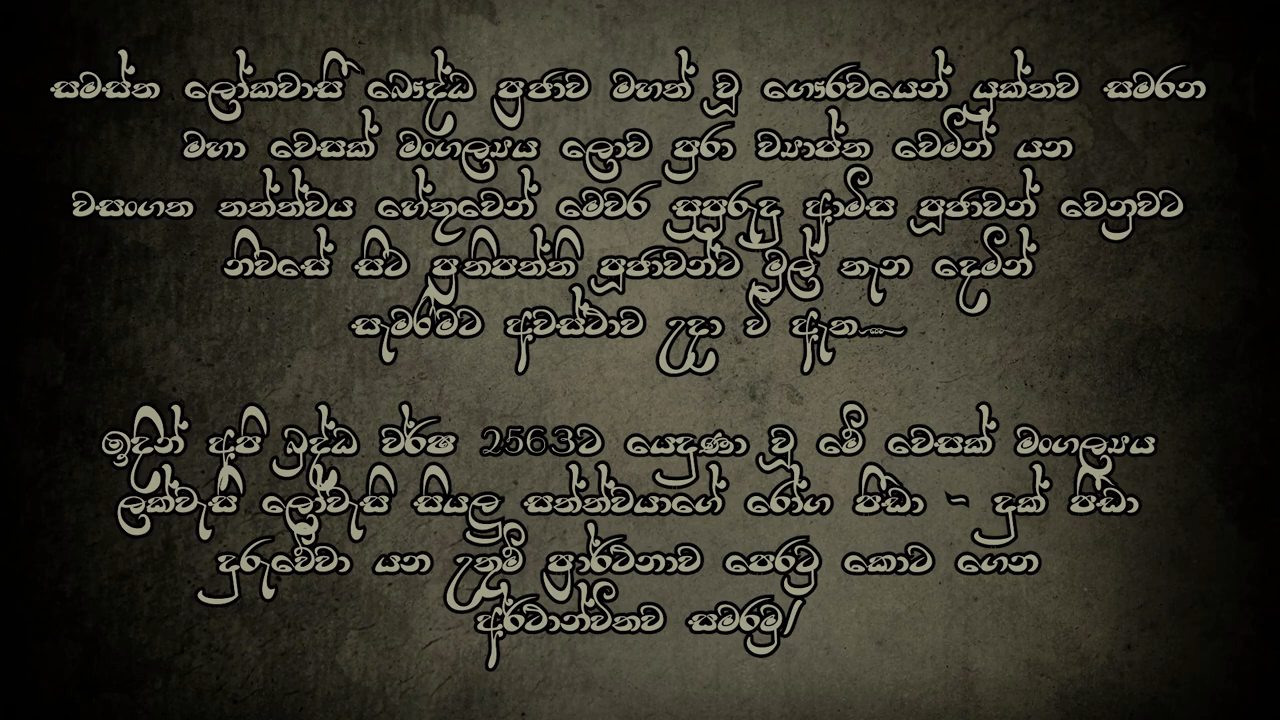 සමස්ත ලෝකවාසී බෞද්ධ ප්‍රජාව මහත් වූ ගෞරවයෙන් යුක්තව සමරන
මහා වෙසක් මංගල්‍යය ලොව පුරා ව්‍යාප්ත වෙමින් යන
වසංගත තත්ත්වය හේතුවෙන් මෙවර සුපුරුදු ආමිස පූජාවන් වෙනුවට
නිවසේ සිට ප්‍රතිපත්ති පූජාවන්ට මුල් තැන දෙමින්
සැමරීමට අවස්ථාව උදා වී ඇත....
ඉදින් අපි බුද්ධ වර්ෂ 2563ට යෙදුණා වූ මේ වෙසක් මංගල්‍යය
ලක්වැසි ලෝවැසි සියලු සත්ත්වයාගේ රෝග පීඩා - දුක් පීඩා
දුරුවේවා යන උතුම් ප්‍රාර්ථනාව පෙරටු කොට ගෙන
අර්ථාන්විතව සමරමු/